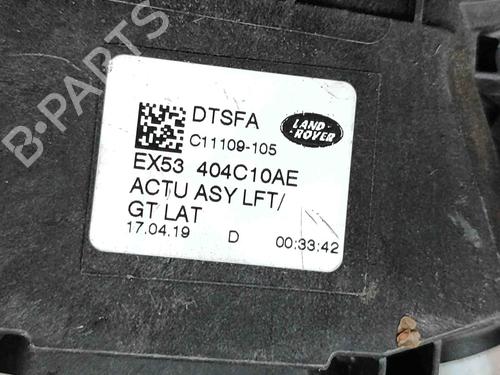 DTSFA
LAND
ROVER
C11109-105
EX53 404C10AE
ACTU ASY LFT/
GT LAT
17.04.19 D 00:33:42
B-PARTS